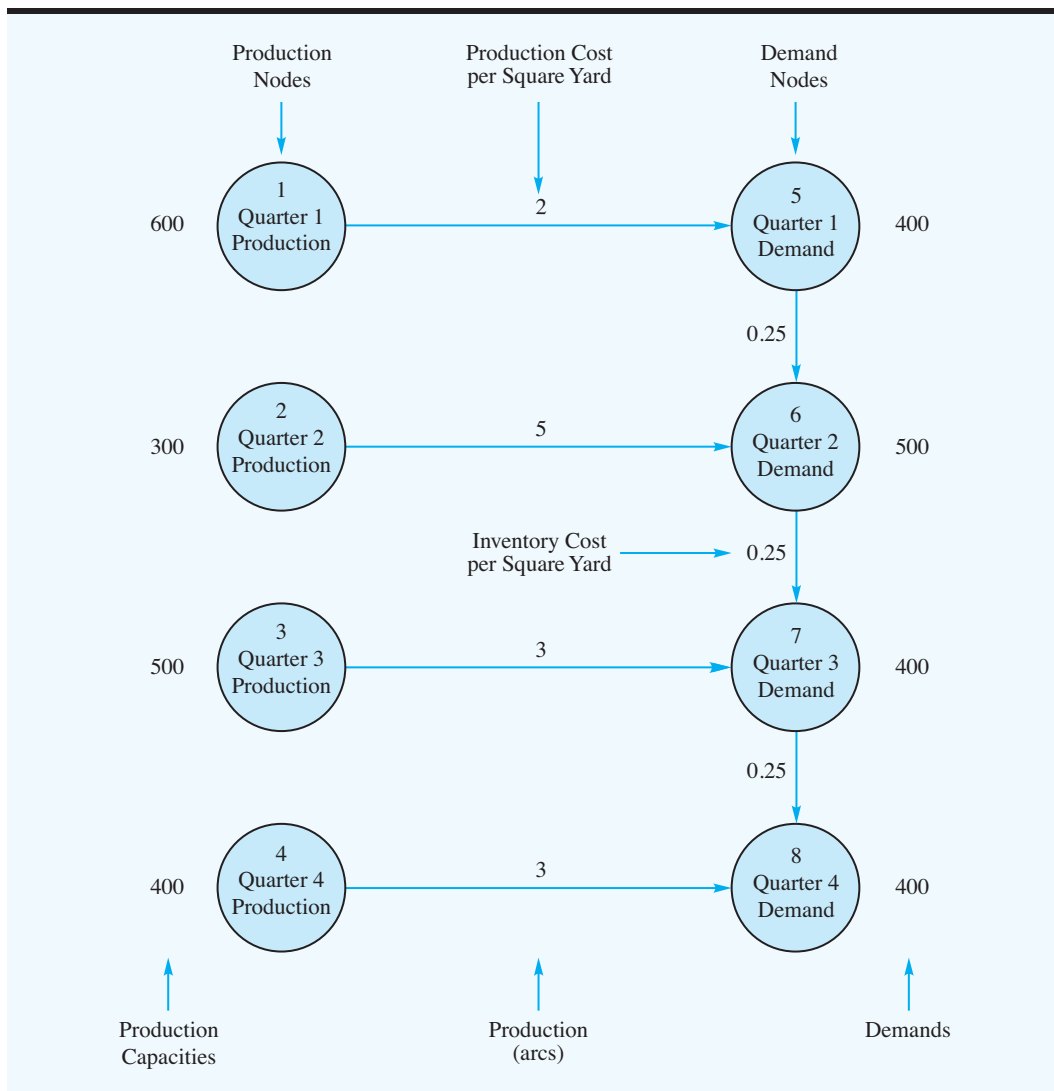 Production
Nodes
Production Cost
per Square Yard
Demand
Nodes
600
1
Quarter 1
Production
2
5
Quarter 1
Demand
400
0.25
300
2
Quarter 2
Production
5
6
Quarter 2
Demand
500
Inventory Cost
per Square Yard
0.25
500
3
Quarter 3
Production
3
7
Quarter 3
Demand
400
0.25
400
4
Quarter 4
Production
3
8
Quarter 4
Demand
400
Production
Capacities
Production
(arcs)
Demands